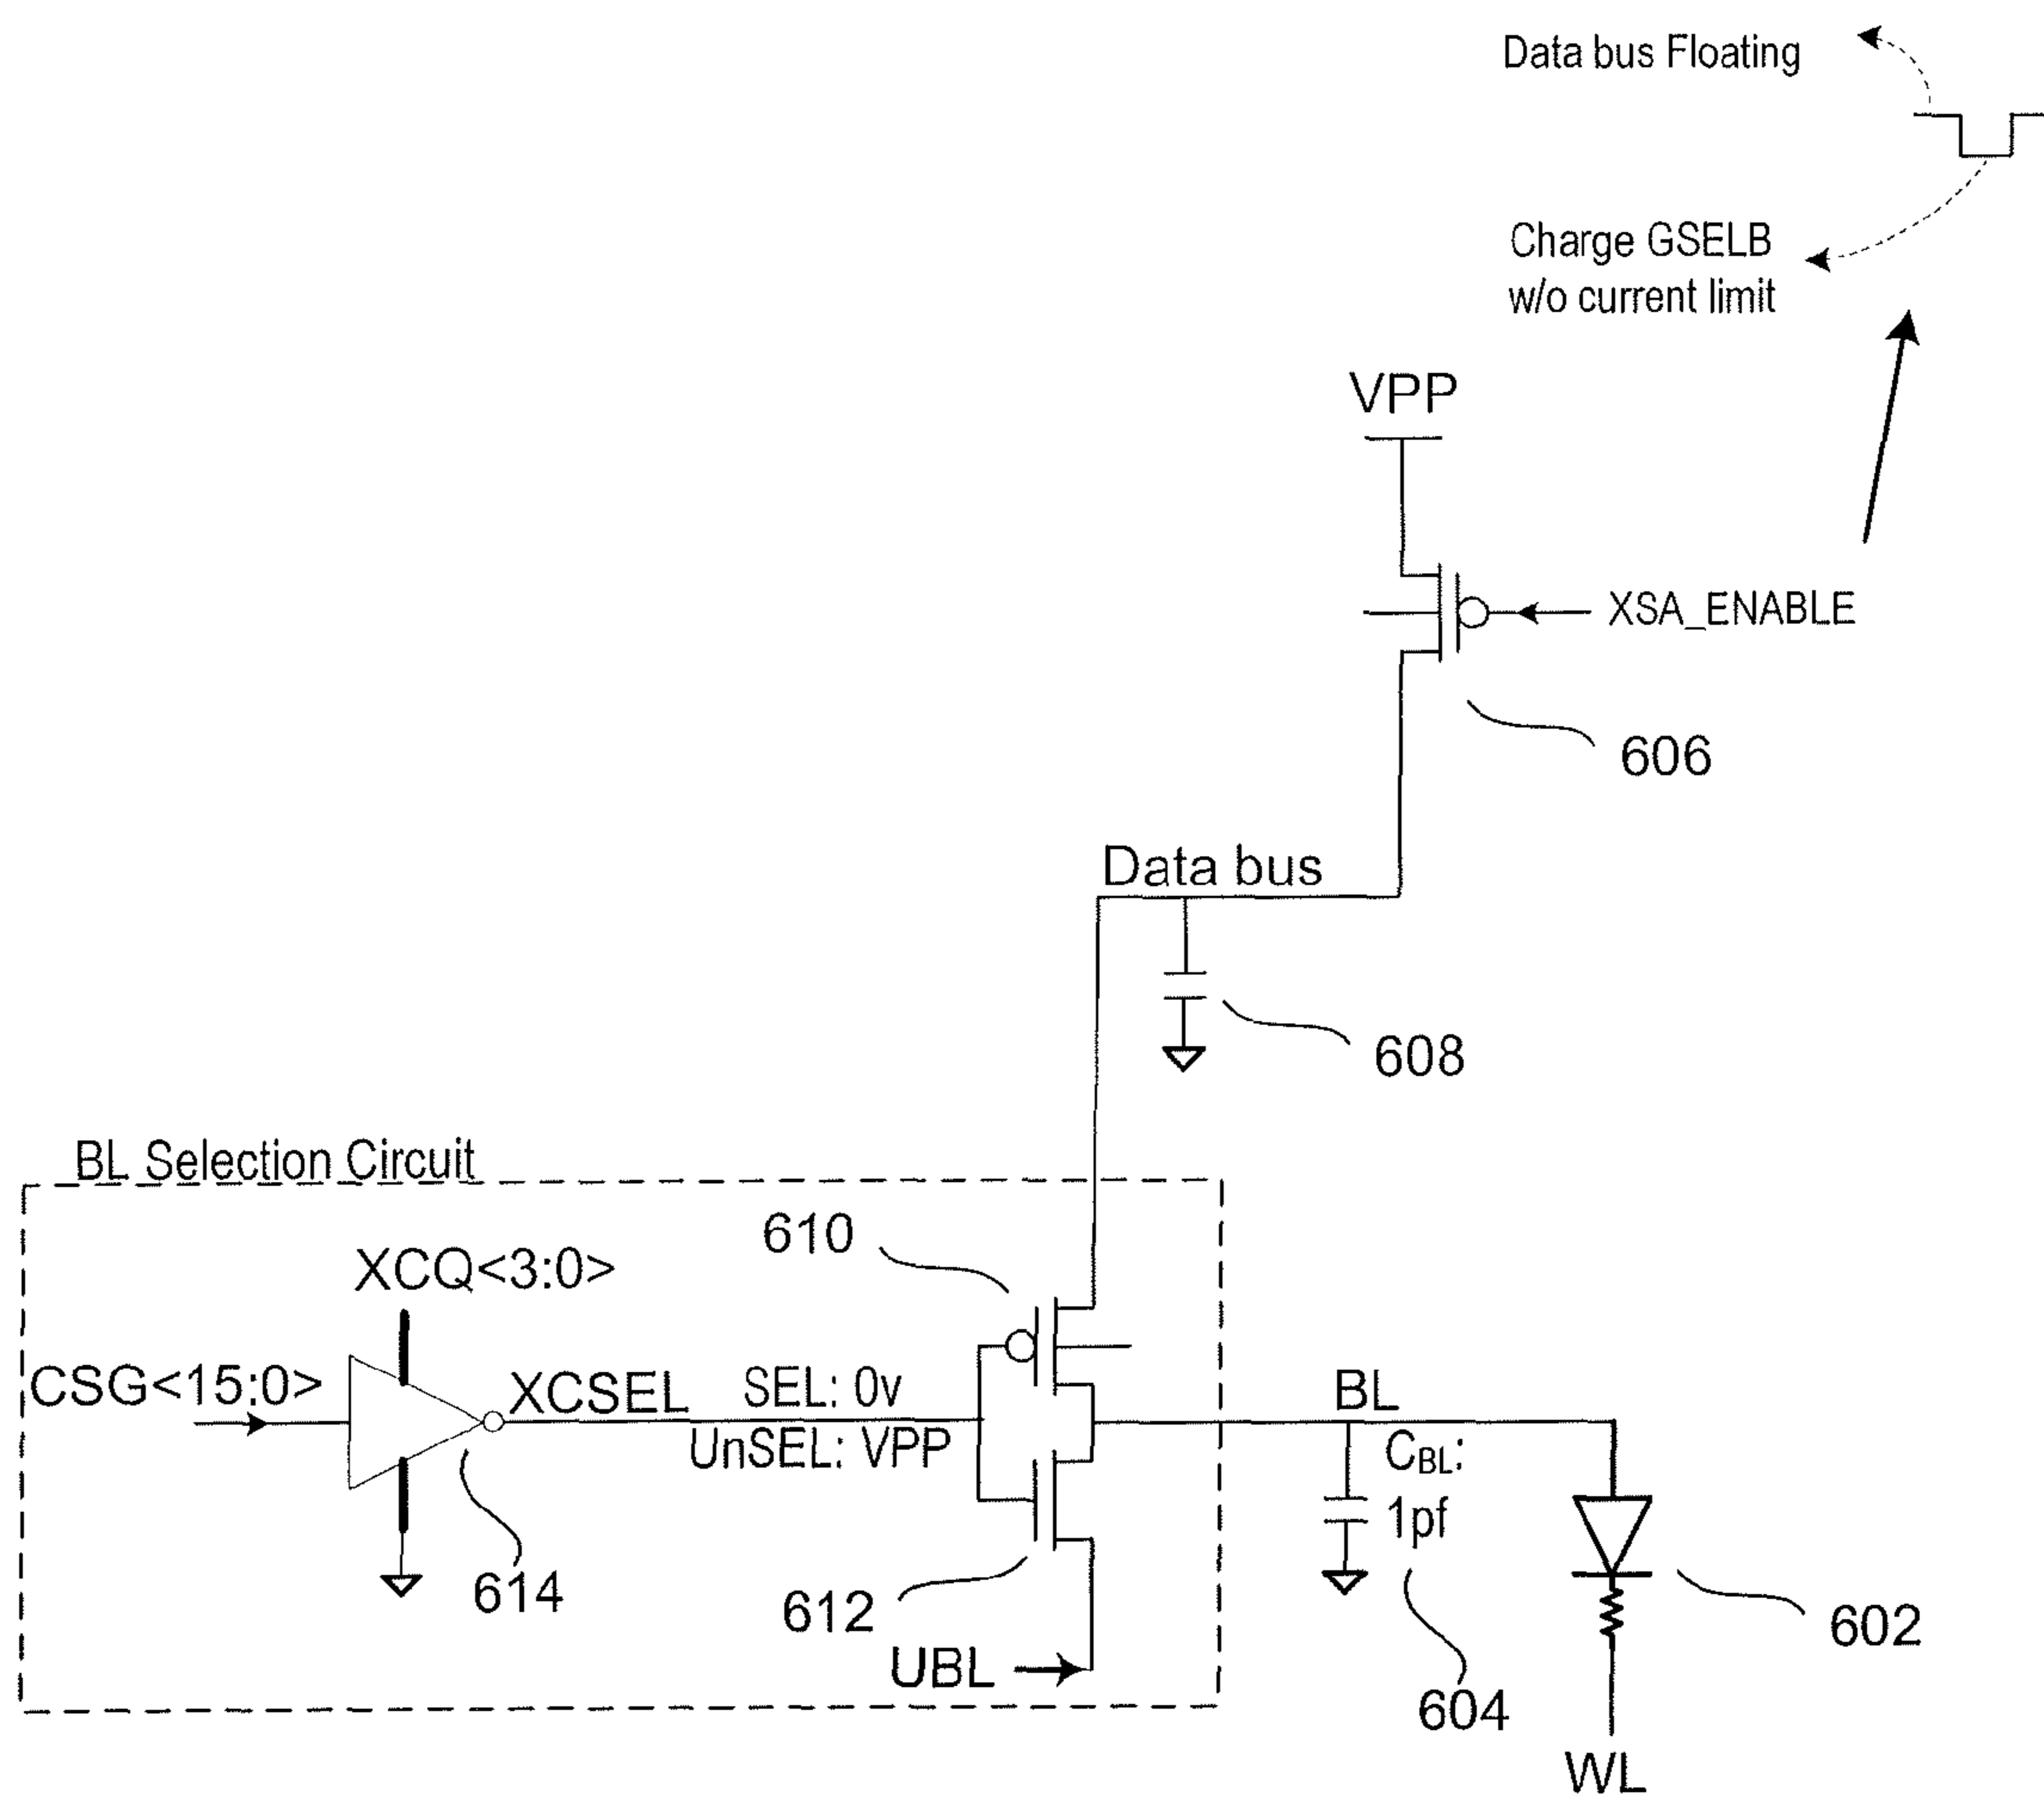 Data bus Floating
Charge GSELB
w/o current limit
VPP
XSA_ENABLE
606
Data bus
608
BL Selection Circuit
610
XCQ<3:0>
CSG<15:0>
XCSEL
SEL: 0v
UnSEL: VPP
BL
CBL:
1pf
614
612
602
UBL
604
WL